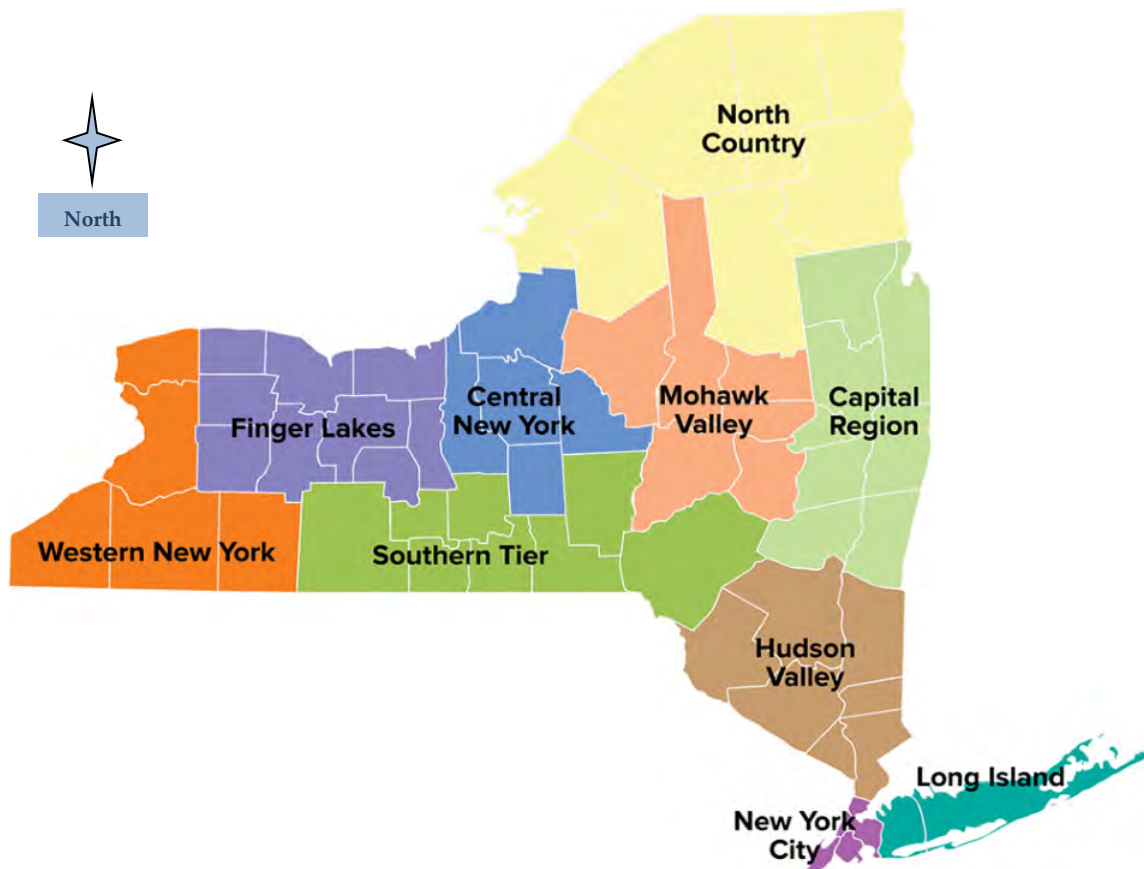 North
Country
North
Central
New York
Mohawk
Valley
Capital
Region
Finger Lakes
Western New York
Southern Tier
Hudson
Valley
Long Island
New York
City